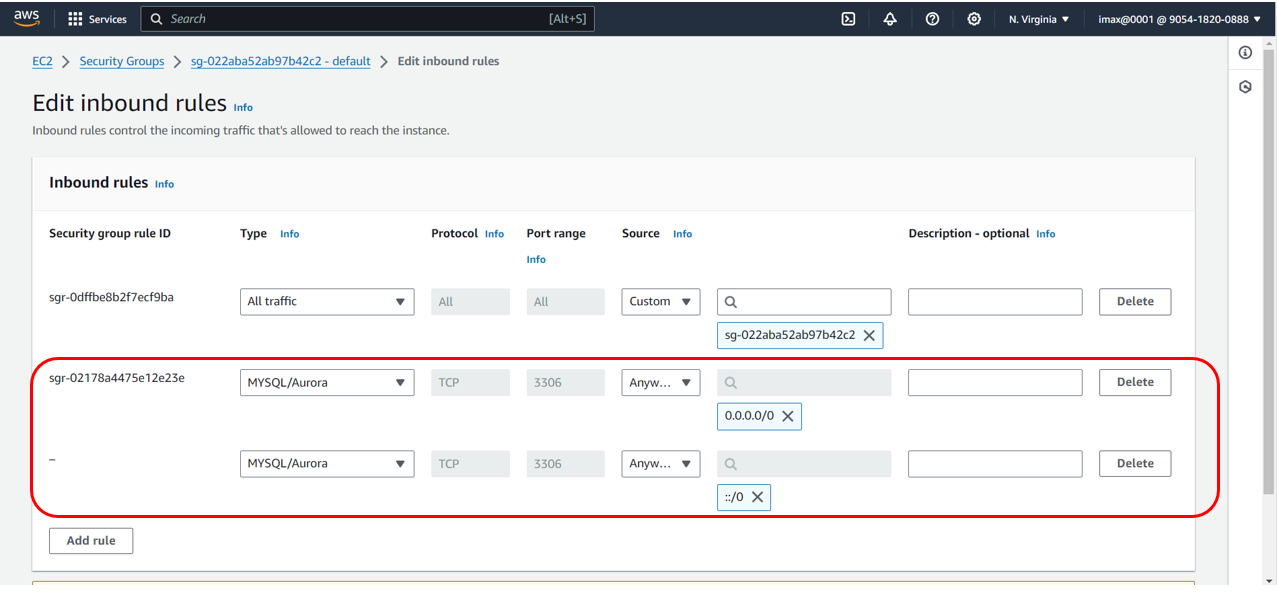 aws Services Search [Alt+S] N. Virginia imax@0001 @ 9054-1820-0888
EC2 Security Groups sg-022aba52ab97b42c2 - default Edit inbound rules
Edit inbound rules Info
Inbound rules control the incoming traffic that's allowed to reach the instance.
Inbound rules Info
Security group rule ID Type Info Protocol Info Port range Source Info Description - optional Info
Info
sgr-0dffbe8b2f7ecf9ba All traffic All All Custom Delete
sg-022aba52ab97b42c2
sgr-02178a4475e12e23e MYSQL/Aurora TCP 3306 Anyw... Delete
0.0.0.0/0
– MYSQL/Aurora TCP 3306 Anyw... Delete
::/0
Add rule